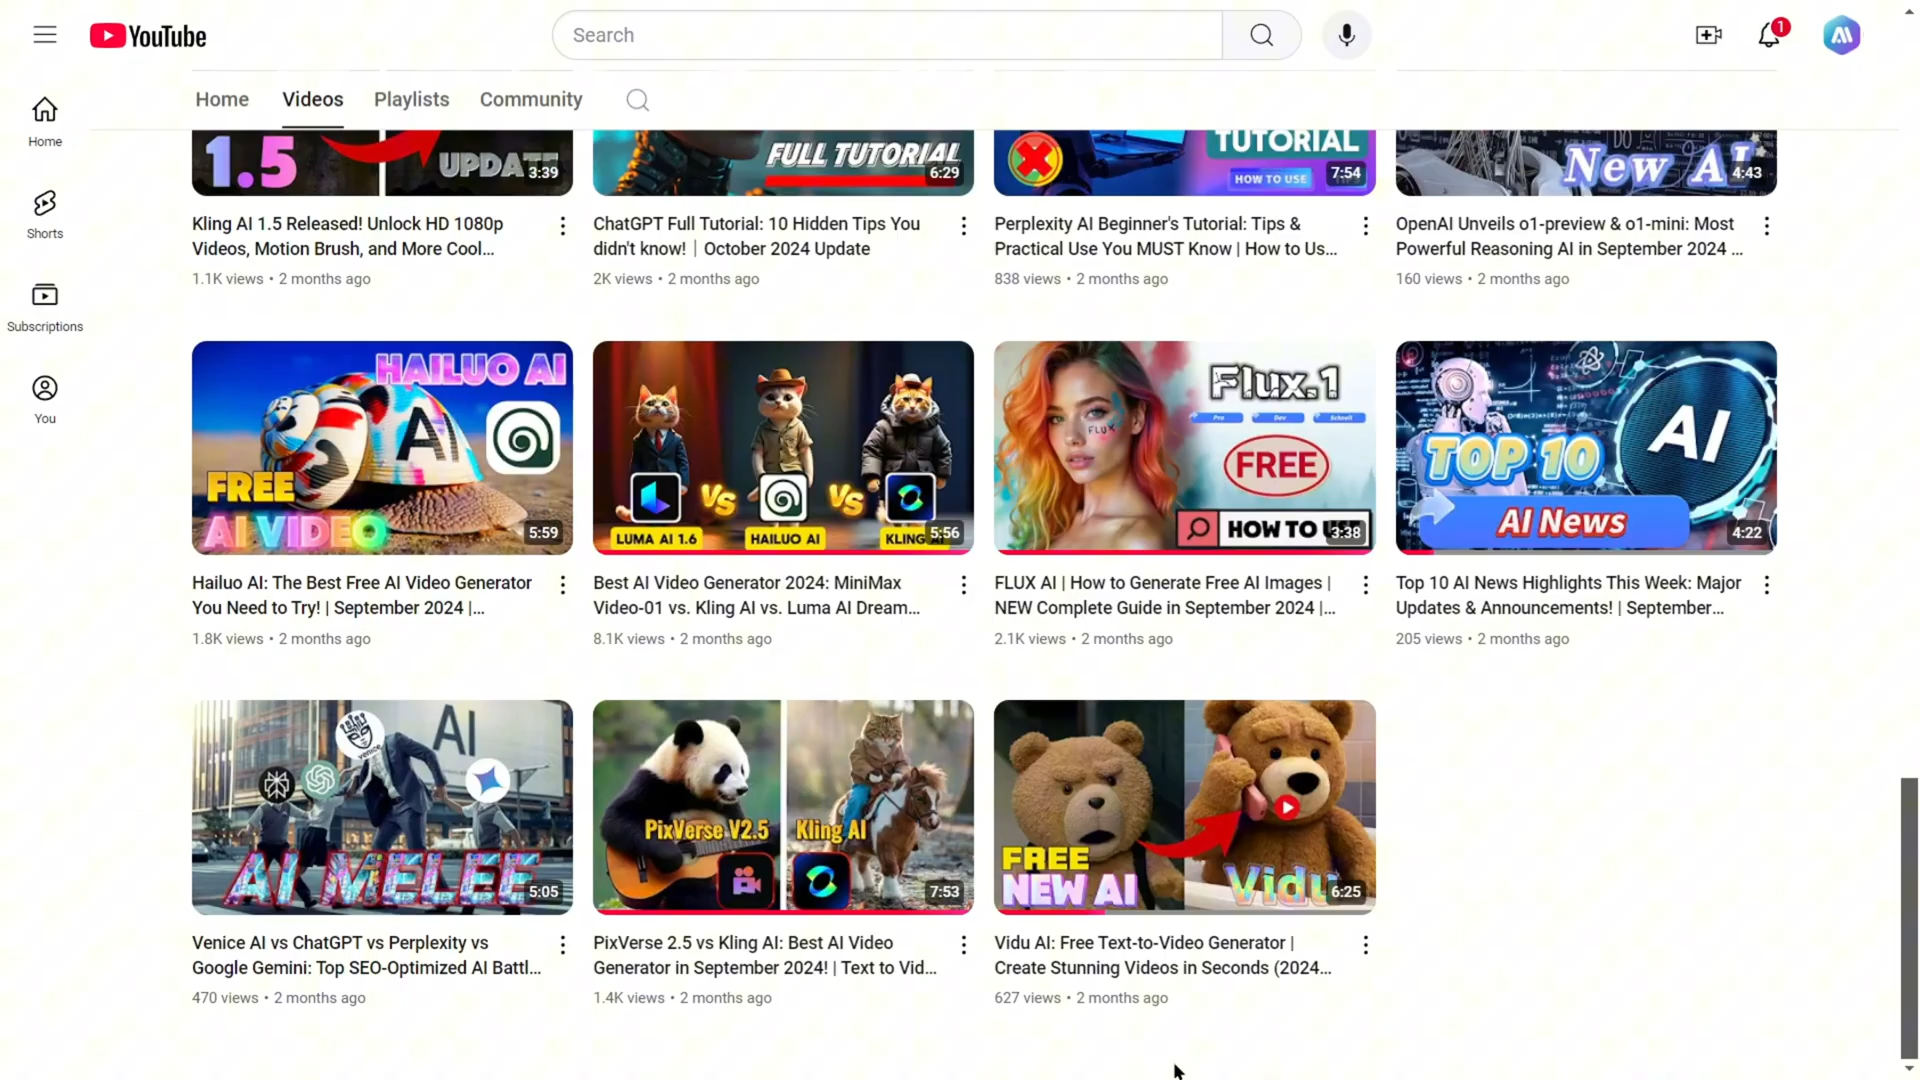 YouTube
Search
1
Home
Shorts
Subscriptions
You
Home Videos Playlists Community
1.5
UPDATE
3:39
FULL TUTORIAL
6:29
TUTORIAL
HOW TO USE
7:54
New AI
4:43
Kling AI 1.5 Released! Unlock HD 1080p
Videos, Motion Brush, and More Cool...
1.1K views • 2 months ago
ChatGPT Full Tutorial: 10 Hidden Tips You
didn't know! | October 2024 Update
2K views • 2 months ago
Perplexity AI Beginner's Tutorial: Tips &
Practical Use You MUST Know | How to Us...
838 views • 2 months ago
OpenAI Unveils o1-preview & o1-mini: Most
Powerful Reasoning AI in September 2024 ...
160 views • 2 months ago
HAILUO AI
AI
FREE
AI VIDEO
5:59
VS
VS
LUMA AI 1.6
HAILUO AI
KLING AI
5:56
Flux.1
Pro
Dev
Schnell
FLUX
FREE
HOW TO USE
3:38
AI
TOP 10
AI News
4:22
Hailuo AI: The Best Free AI Video Generator
You Need to Try! | September 2024 |...
1.8K views • 2 months ago
Best AI Video Generator 2024: MiniMax
Video-01 vs. Kling AI vs. Luma AI Dream...
8.1K views • 2 months ago
FLUX AI | How to Generate Free AI Images |
NEW Complete Guide in September 2024 |...
2.1K views • 2 months ago
Top 10 AI News Highlights This Week: Major
Updates & Announcements! | September...
205 views • 2 months ago
AI
venice
AI MELEE
5:05
PixVerse V2.5
Kling AI
7:53
FREE
NEW AI
Vidu
6:25
Venice AI vs ChatGPT vs Perplexity vs
Google Gemini: Top SEO-Optimized AI Battl...
470 views • 2 months ago
PixVerse 2.5 vs Kling AI: Best AI Video
Generator in September 2024! | Text to Vid...
1.4K views • 2 months ago
Vidu AI: Free Text-to-Video Generator |
Create Stunning Videos in Seconds (2024...
627 views • 2 months ago